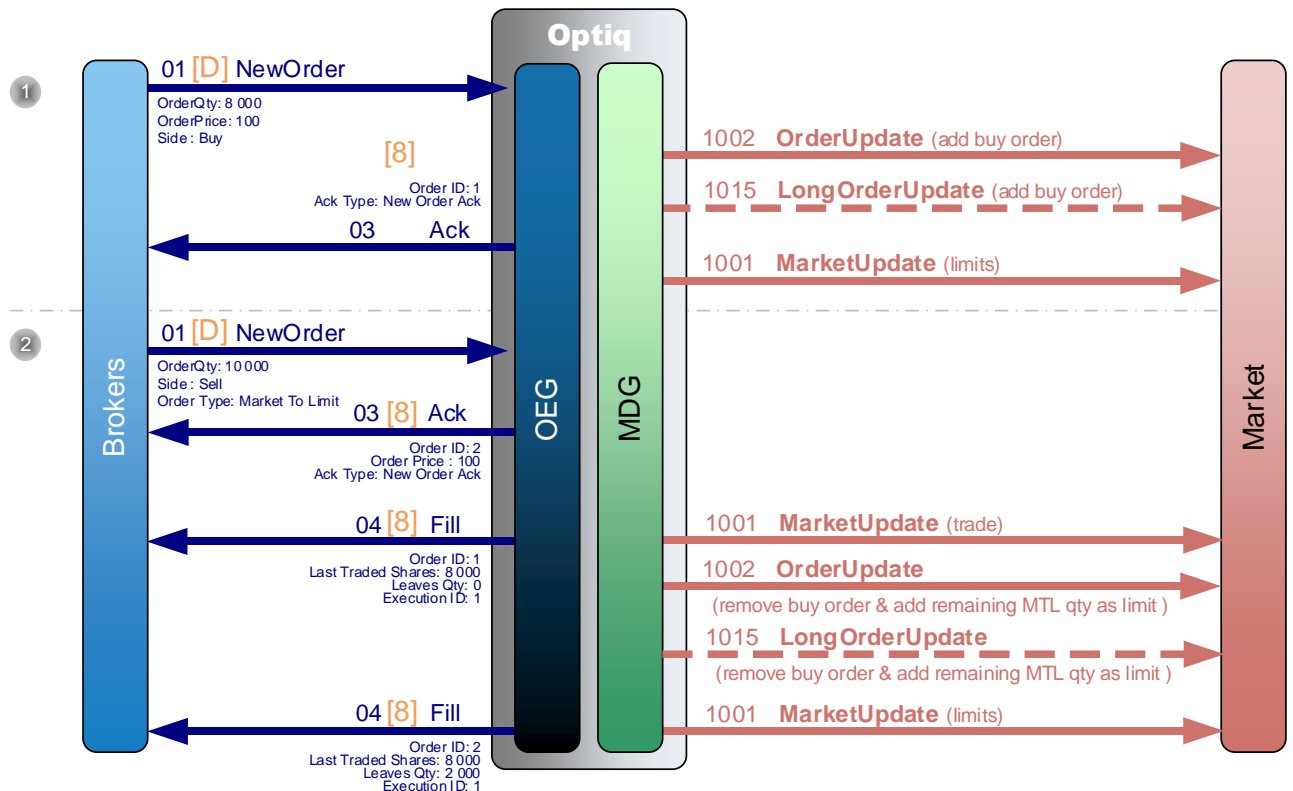 Optiq
1
01 [D] NewOrder
OrderQty: 8 000
OrderPrice: 100
Side : Buy
[8]
Order ID: 1
Ack Type: New Order Ack
03 Ack
1002 OrderUpdate (add buy order)
1015 LongOrderUpdate (add buy order)
1001 MarketUpdate (limits)
2
01 [D] NewOrder
OrderQty: 10 000
Side : Sell
Order Type: Market To Limit
03 [8] Ack
Order ID: 2
Order Price : 100
Ack Type: New Order Ack
Brokers
OEG
MDG
Market
04 [8] Fill
Order ID: 1
Last Traded Shares: 8 000
Leaves Qty: 0
Execution ID: 1
1001 MarketUpdate (trade)
1002 OrderUpdate
(remove buy order & add remaining MTL qty as limit )
1015 LongOrderUpdate
(remove buy order & add remaining MTL qty as limit )
04 [8] Fill
Order ID: 2
Last Traded Shares: 8 000
Leaves Qty: 2 000
Execution ID: 1
1001 MarketUpdate (limits)